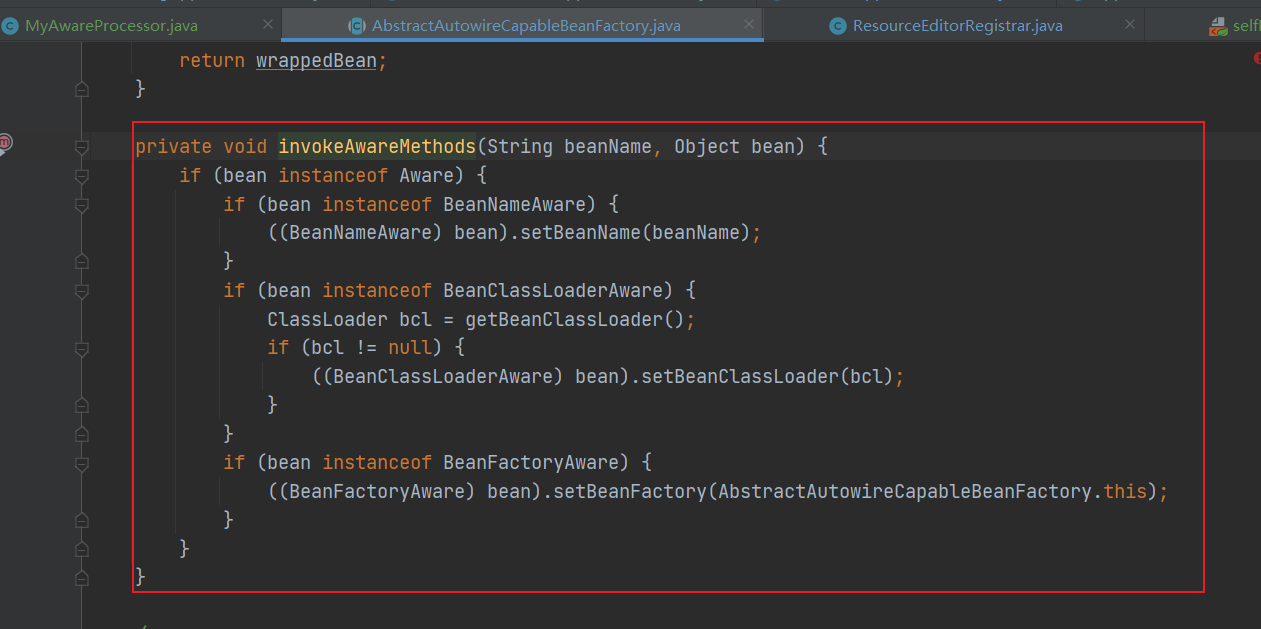 MyAwareProcessor.java
AbstractAutowireCapableBeanFactory.java
ResourceEditorRegistrar.java
return wrappedBean;
}
private void invokeAwareMethods(String beanName, Object bean) {
if (bean instanceof Aware) {
if (bean instanceof BeanNameAware) {
((BeanNameAware) bean).setBeanName(beanName);
}
if (bean instanceof BeanClassLoaderAware) {
ClassLoader bcl = getBeanClassLoader();
if (bcl != null) {
((BeanClassLoaderAware) bean).setBeanClassLoader(bcl);
}
}
if (bean instanceof BeanFactoryAware) {
((BeanFactoryAware) bean).setBeanFactory(AbstractAutowireCapableBeanFactory.this);
}
}
}